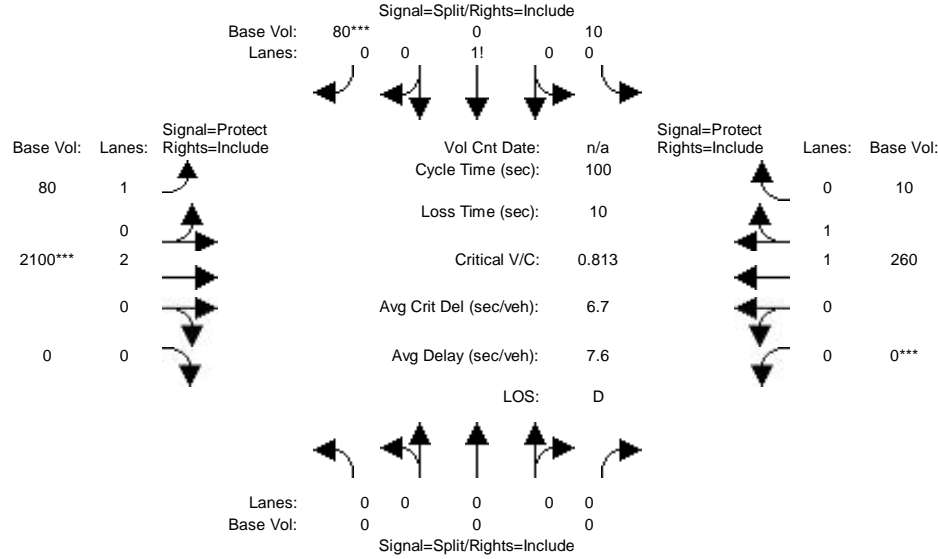 Signal=Split/Rights=Include
Base Vol: 80*** 0 10
Lanes: 0 0 1! 0 0
Signal=Protect Signal=Protect
Base Vol: Lanes: Rights=Include Vol Cnt Date: n/a Rights=Include Lanes: Base Vol:
Cycle Time (sec): 100
80 1 0 10
Loss Time (sec): 10
0 1
2100*** 2 Critical V/C: 0.813 1 260
0 Avg Crit Del (sec/veh): 6.7 0
0 0 Avg Delay (sec/veh): 7.6 0 0***
LOS: D
Lanes: 0 0 0 0 0
Base Vol: 0 0 0
Signal=Split/Rights=Include